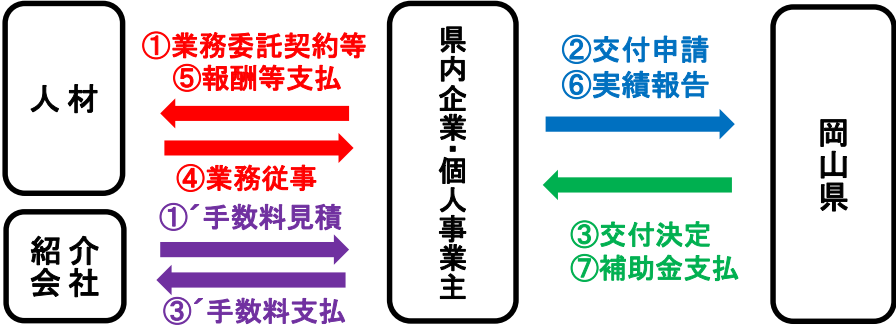 人材
①業務委託契約等
⑤報酬等支払
④業務従事
紹介
会社
①´手数料見積
③´手数料支払
県内企業・個人事業主
②交付申請
⑥実績報告
③交付決定
⑦補助金支払
岡山県